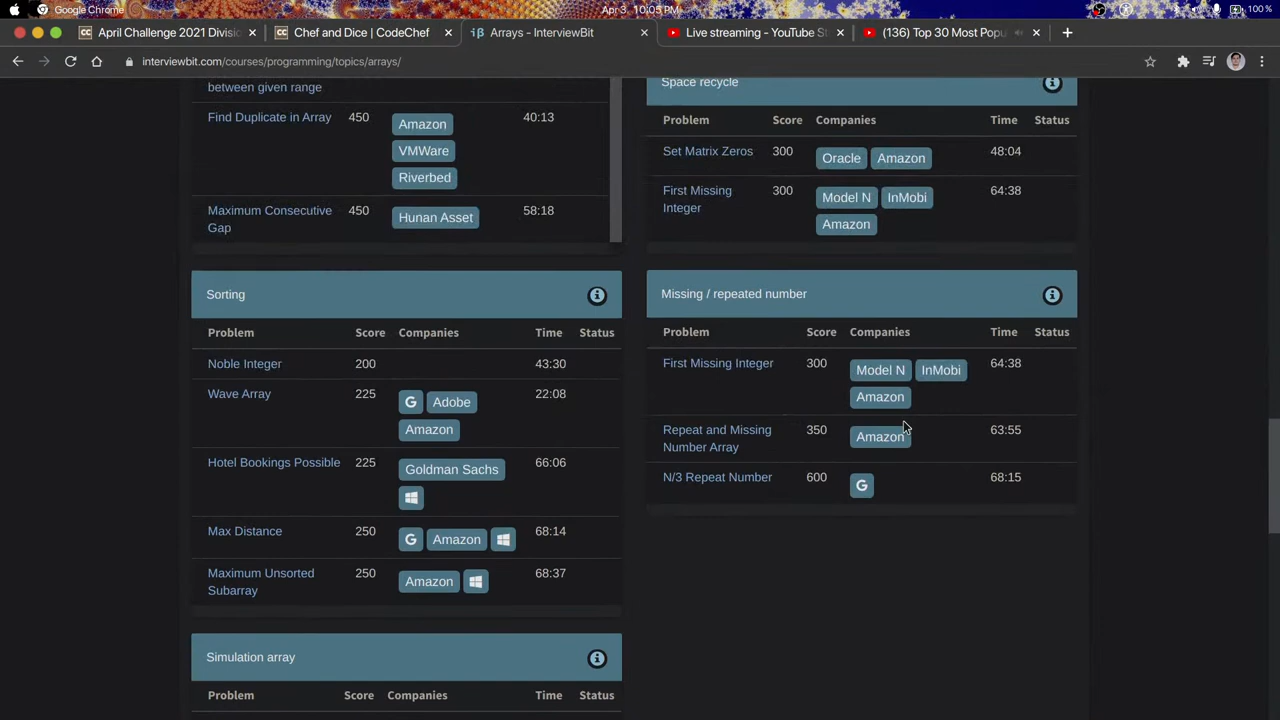 Google Chrome
Apr 3, 10:05 PM
100 %
April Challenge 2021 Divisio
Chef and Dice | CodeChef
Arrays - InterviewBit
Live streaming - YouTube St
(136) Top 30 Most Popu
interviewbit.com/courses/programming/topics/arrays/
between given range
Find Duplicate in Array 450 Amazon 40:13
VMWare
Riverbed
Maximum Consecutive 450 Hunan Asset 58:18
Gap
Space recycle
Problem Score Companies Time Status
Set Matrix Zeros 300 Oracle Amazon 48:04
First Missing 300 Model N InMobi 64:38
Integer
Amazon
Sorting
Problem Score Companies Time Status
Noble Integer 200 43:30
Wave Array 225 G Adobe 22:08
Amazon
Hotel Bookings Possible 225 Goldman Sachs 66:06
Max Distance 250 G Amazon 68:14
Maximum Unsorted 250 Amazon 68:37
Subarray
Missing / repeated number
Problem Score Companies Time Status
First Missing Integer 300 Model N InMobi 64:38
Amazon
Repeat and Missing 350 Amazon 63:55
Number Array
N/3 Repeat Number 600 G 68:15
Simulation array
Problem Score Companies Time Status